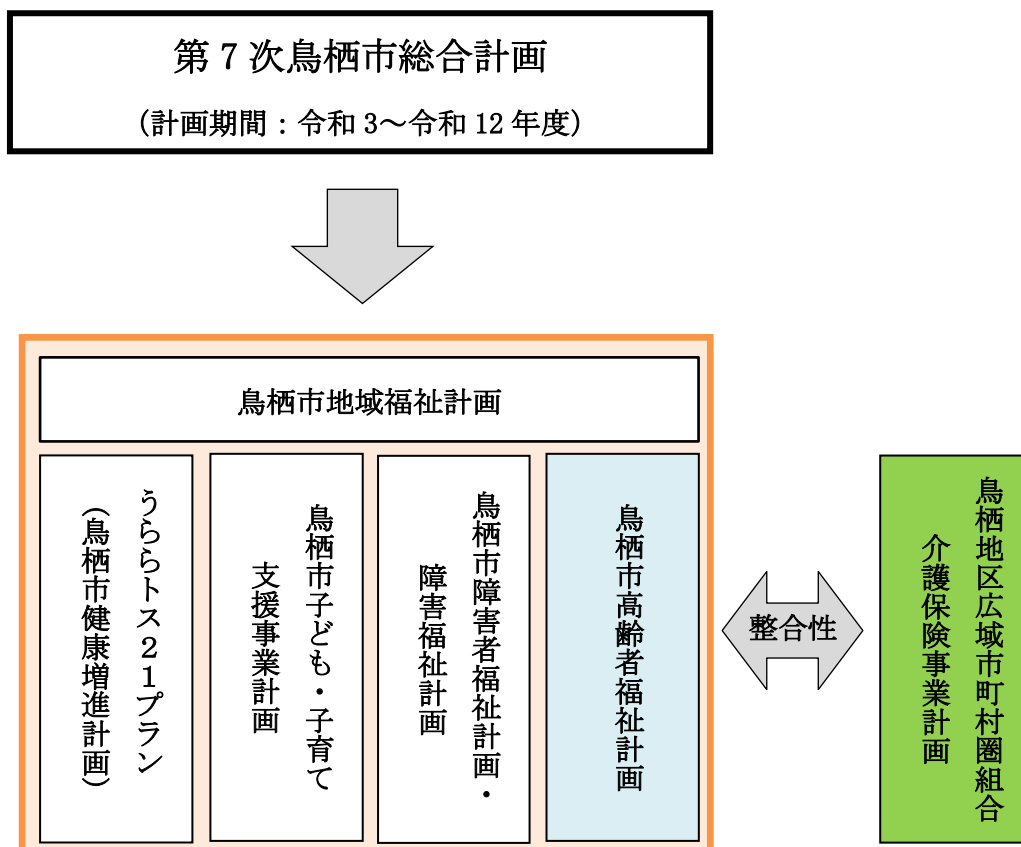 第７次鳥栖市総合計画
（計画期間：令和 3～令和 12 年度）
鳥栖市地域福祉計画
うららトス２１プラン
（鳥栖市健康増進計画）
鳥栖市子ども・子育て
支援事業計画
鳥栖市障害者福祉計画・
障害福祉計画
鳥栖市高齢者福祉計画
整合性
鳥栖地区広域市町村圏組合
介護保険事業計画